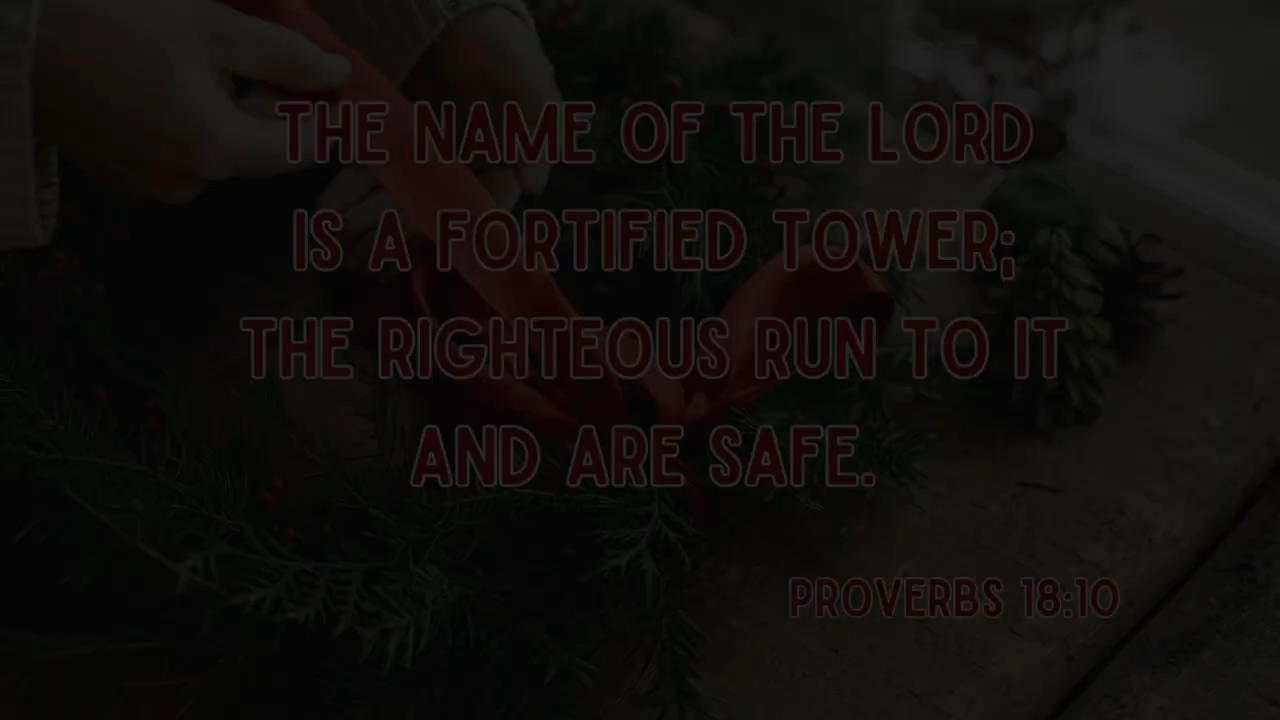 THE NAME OF THE LORD
IS A FORTIFIED TOWER;
THE RIGHTEOUS RUN TO IT
AND ARE SAFE.
PROVERBS 18:10